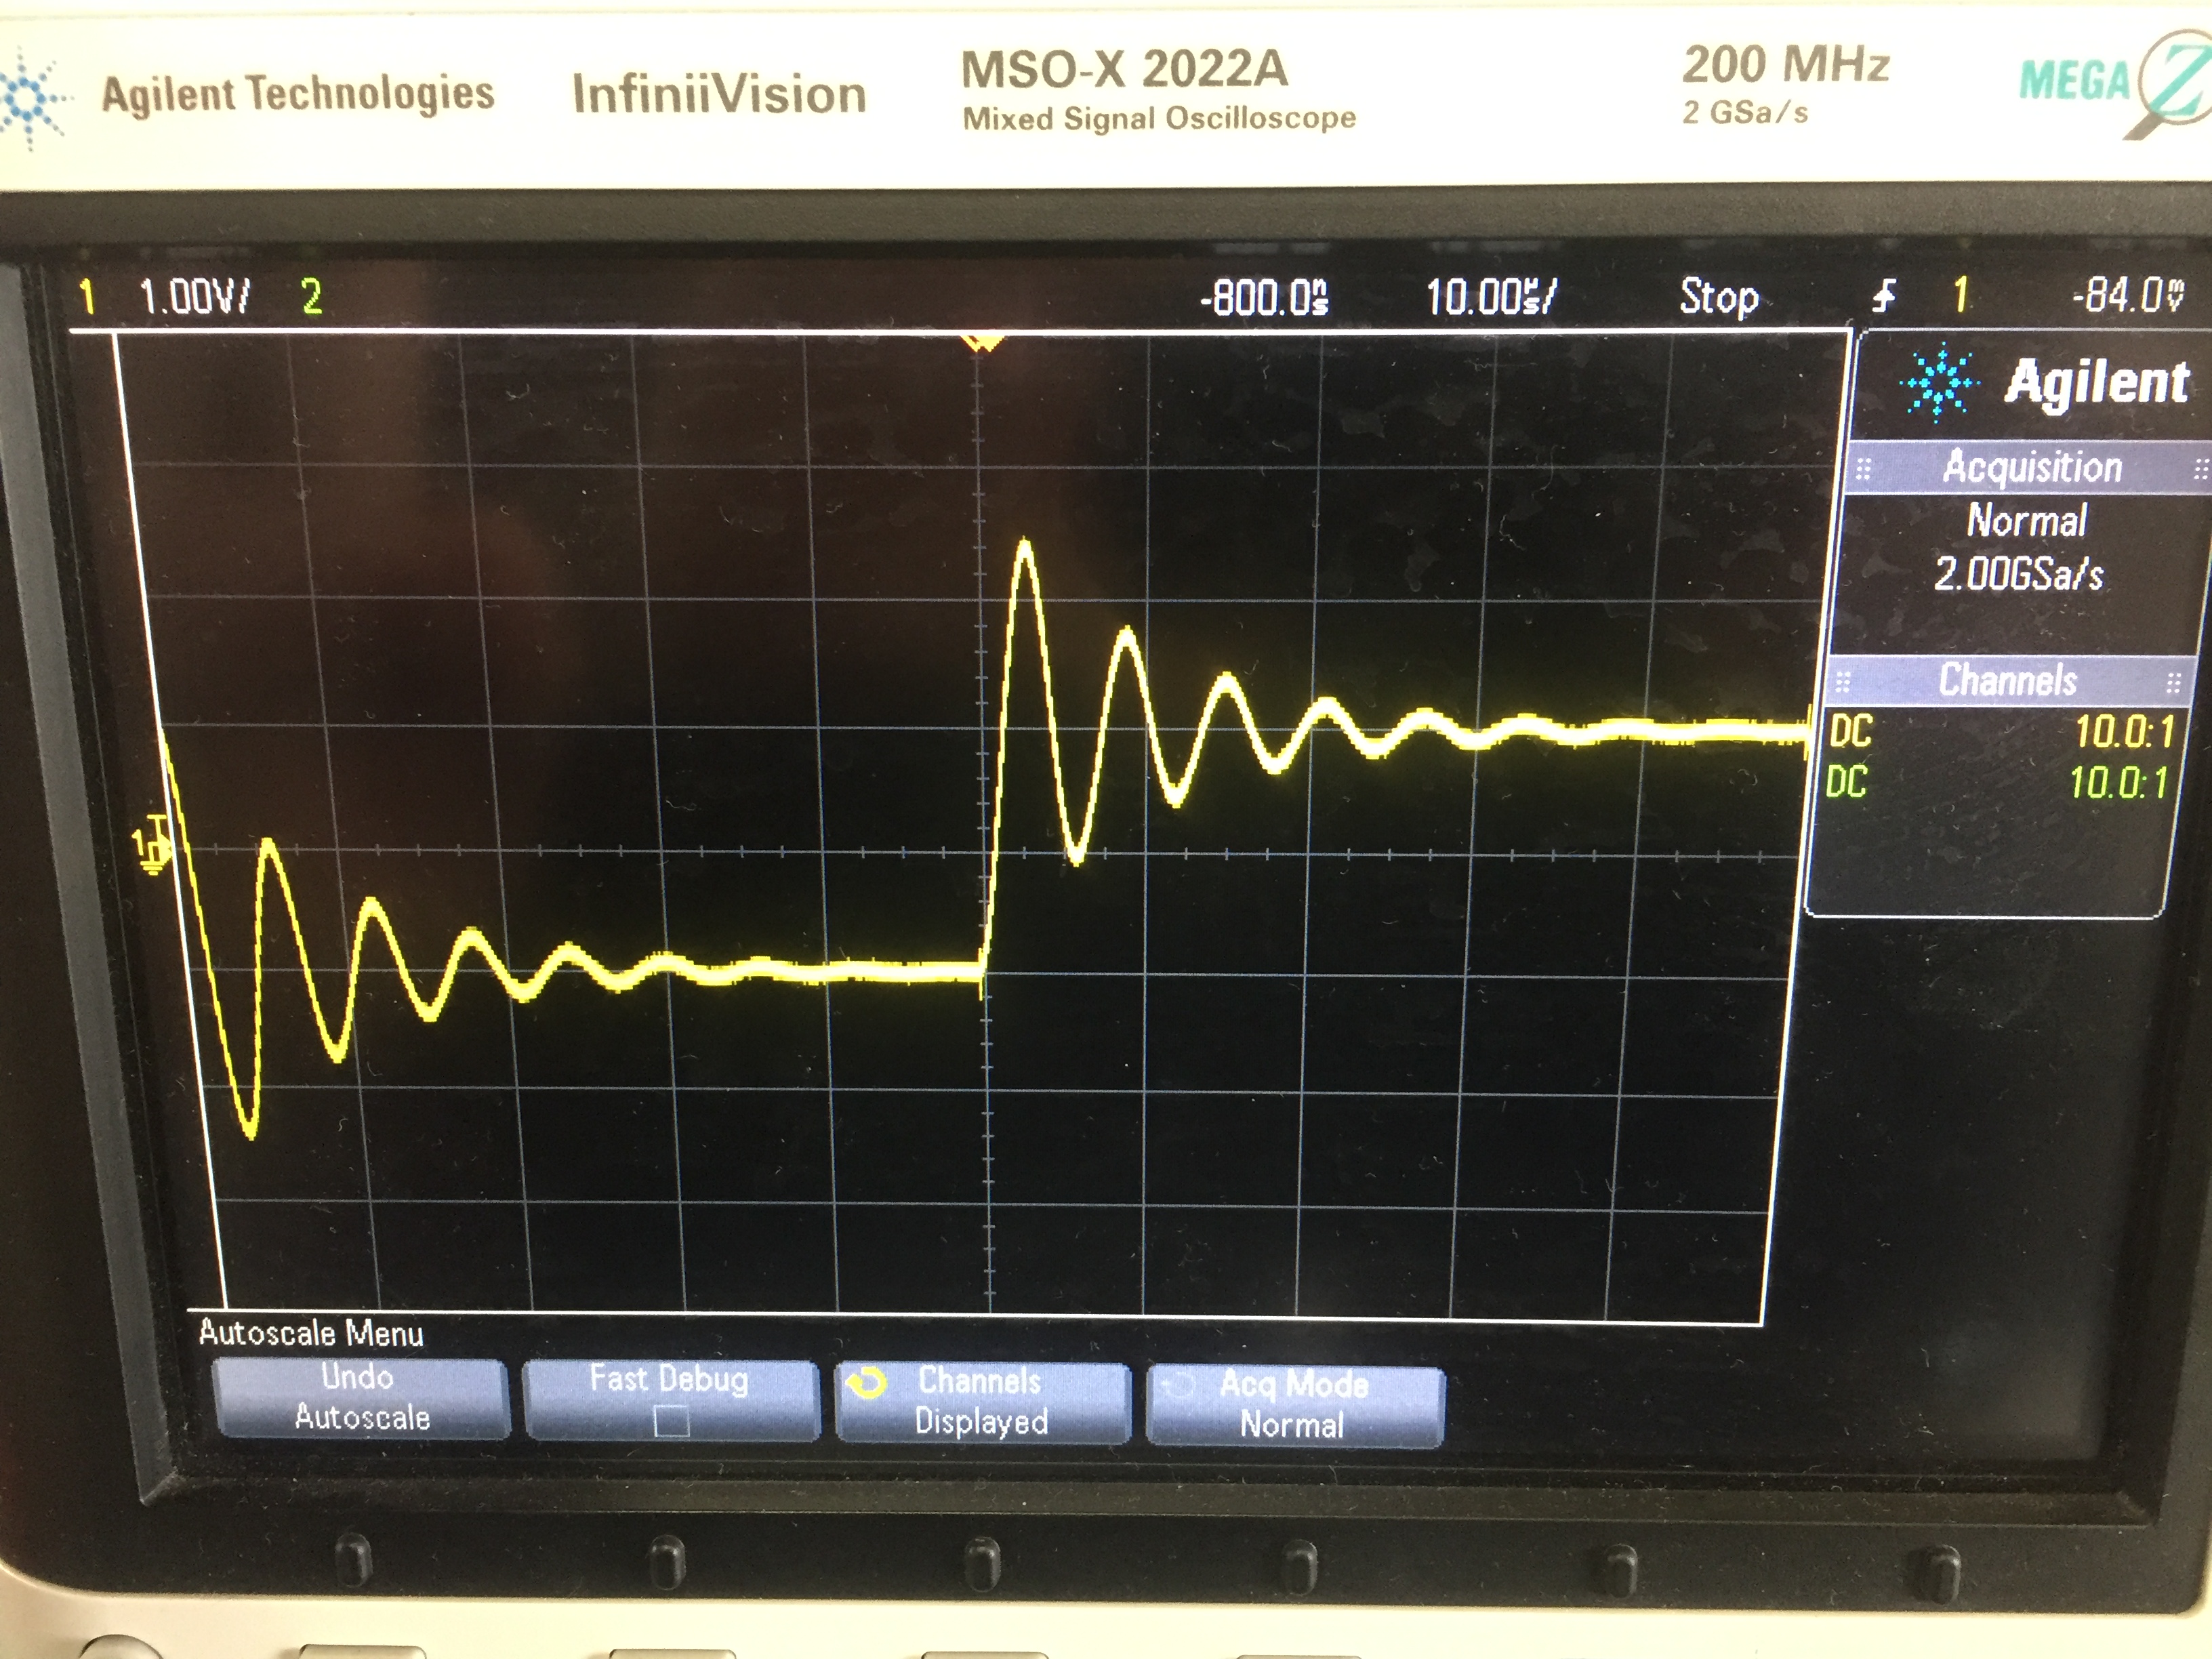 Agilent Technologies InfiniiVision MSO-X 2022A 200 MHz MEGA Z
Mixed Signal Oscilloscope 2 GSa/s
1 1.00V/ 2 -800.0ns 10.00µs/ Stop 1 -84.0mV
Agilent
Acquisition
Normal
2.00GSa/s
Channels
DC 10.0:1
DC 10.0:1
1
T
Autoscale Menu
Undo
Autoscale
Fast Debug
Channels
Displayed
Acq Mode
Normal